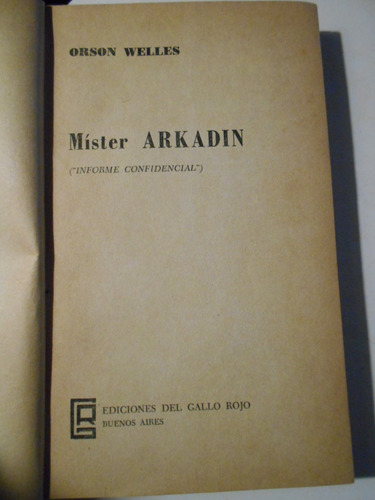 ORSON WELLES
Míster ARKADIN
("INFORME CONFIDENCIAL")
EDICIONES DEL GALLO ROJO
BUENOS AIRES